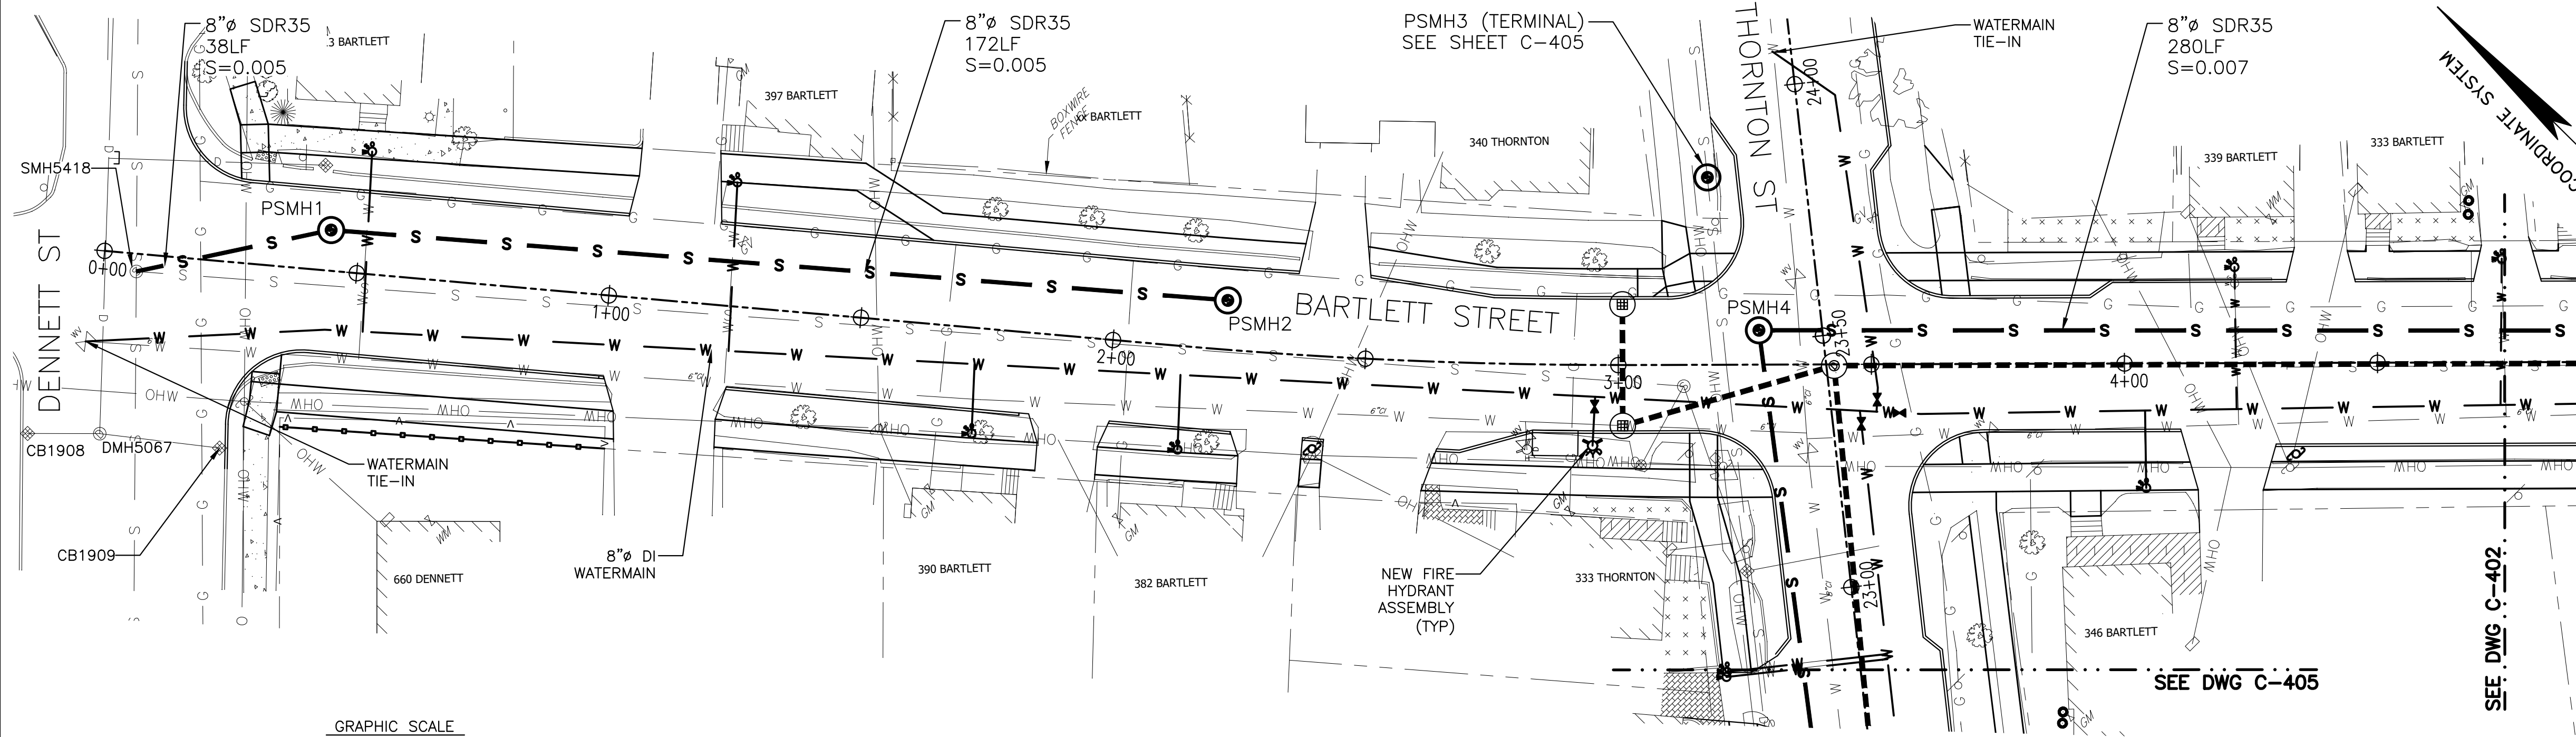 8"ø SDR35
38LF
S=0.005
3 BARTLETT
8"ø SDR35
172LF
S=0.005
PSMH3 (TERMINAL)
SEE SHEET C-405
THORNTON ST
WATERMAIN
TIE-IN
8"ø SDR35
280LF
S=0.007
COORDINATE SYSTEM
397 BARTLETT
BOXWIRE
FENCE
BARTLETT
340 THORNTON
24+00
339 BARTLETT
333 BARTLETT
SMH5418
PSMH1
DENNETT ST
0+00
1+00
BARTLETT STREET
PSMH2
PSMH4
2+00
3+00
23+50
4+00
CB1908
DMH5067
WATERMAIN
TIE-IN
CB1909
660 DENNETT
8"ø DI
WATERMAIN
390 BARTLETT
382 BARTLETT
NEW FIRE
HYDRANT
ASSEMBLY
(TYP)
333 THORNTON
23+00
346 BARTLETT
SEE DWG C-405
SEE DWG C-402
GRAPHIC SCALE